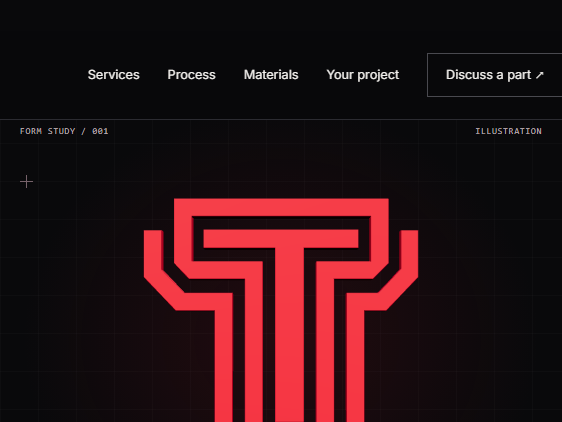 Services Process Materials Your project Discuss a part ↗
FORM STUDY / 001 ILLUSTRATION